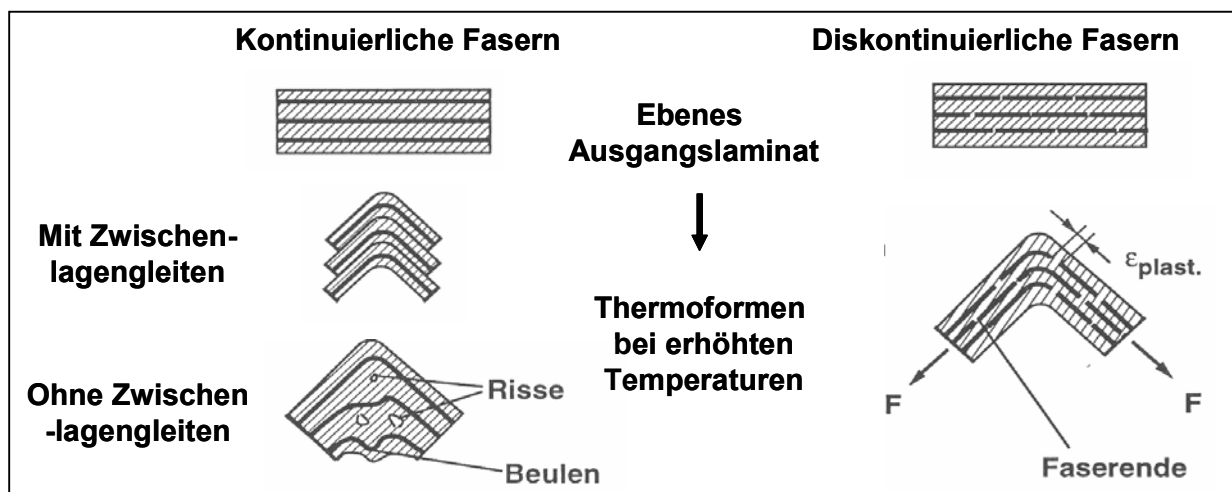 Kontinuierliche Fasern
Diskontinuierliche Fasern
Ebenes
Ausgangslaminat
Mit Zwischen-
lagengleiten
εplast.
Thermoformen
bei erhöhten
Temperaturen
Ohne Zwischen
-lagengleiten
Risse
Beulen
F
F
Faserende